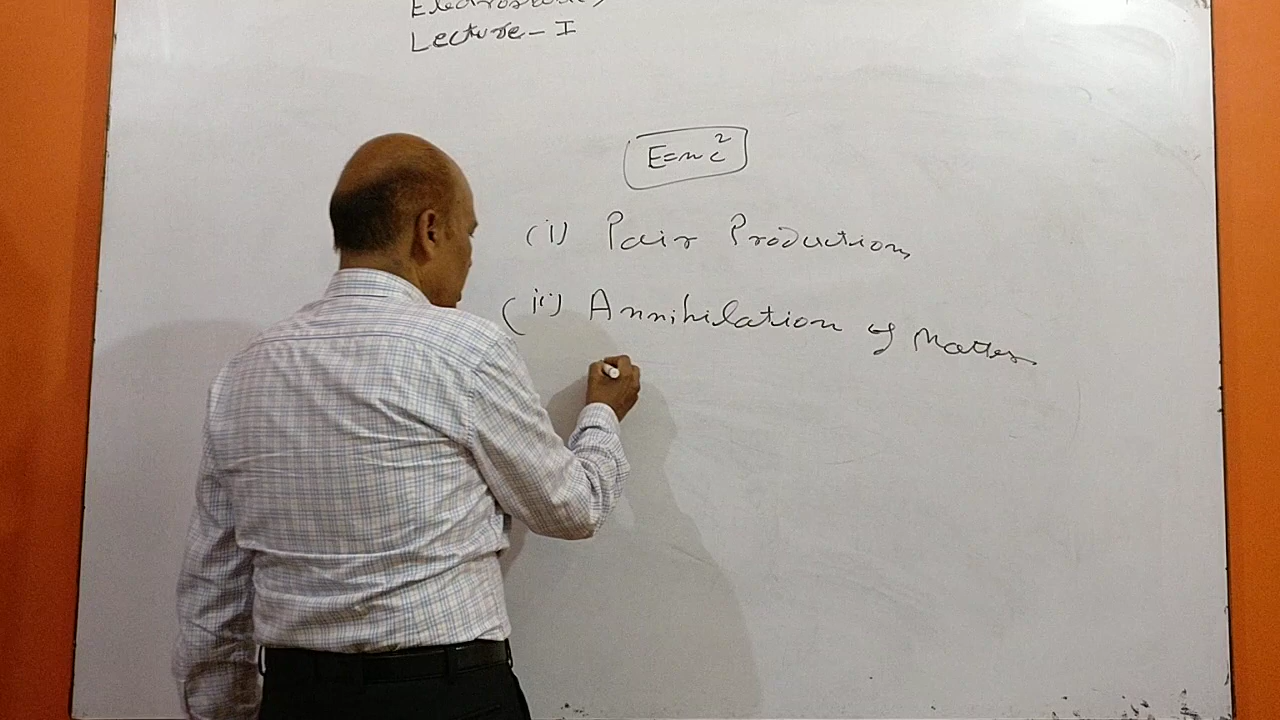 Electrostatics
Lecture - I
E=mc²
(i) Pair Production
(ii) Annihilation of Matter